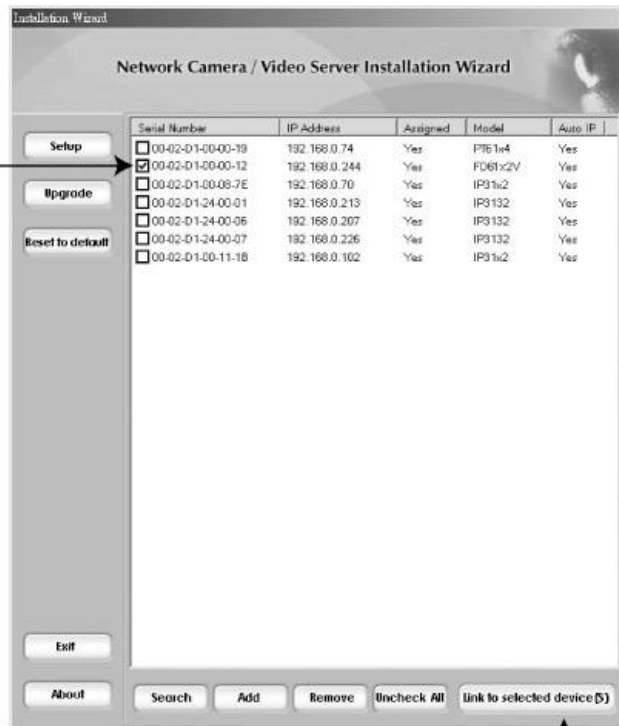 Installation Wizard
Network Camera / Video Server Installation Wizard
Setup
Upgrade
Reset to default
Serial Number IP Address Assigned Model Auto IP
00-02-D1-00-00-19 192.168.0.74 Yes PT61x4 Yes
00-02-D1-00-00-12 192.168.0.244 Yes FD61x2V Yes
00-02-D1-00-08-7E 192.168.0.70 Yes IP31x2 Yes
00-02-D1-24-00-01 192.168.0.213 Yes IP3132 Yes
00-02-D1-24-00-06 192.168.0.207 Yes IP3132 Yes
00-02-D1-24-00-07 192.168.0.226 Yes IP3132 Yes
00-02-D1-00-11-1B 192.168.0.102 Yes IP31x2 Yes
Exit
About
Search Add Remove Uncheck All Link to selected device(S)